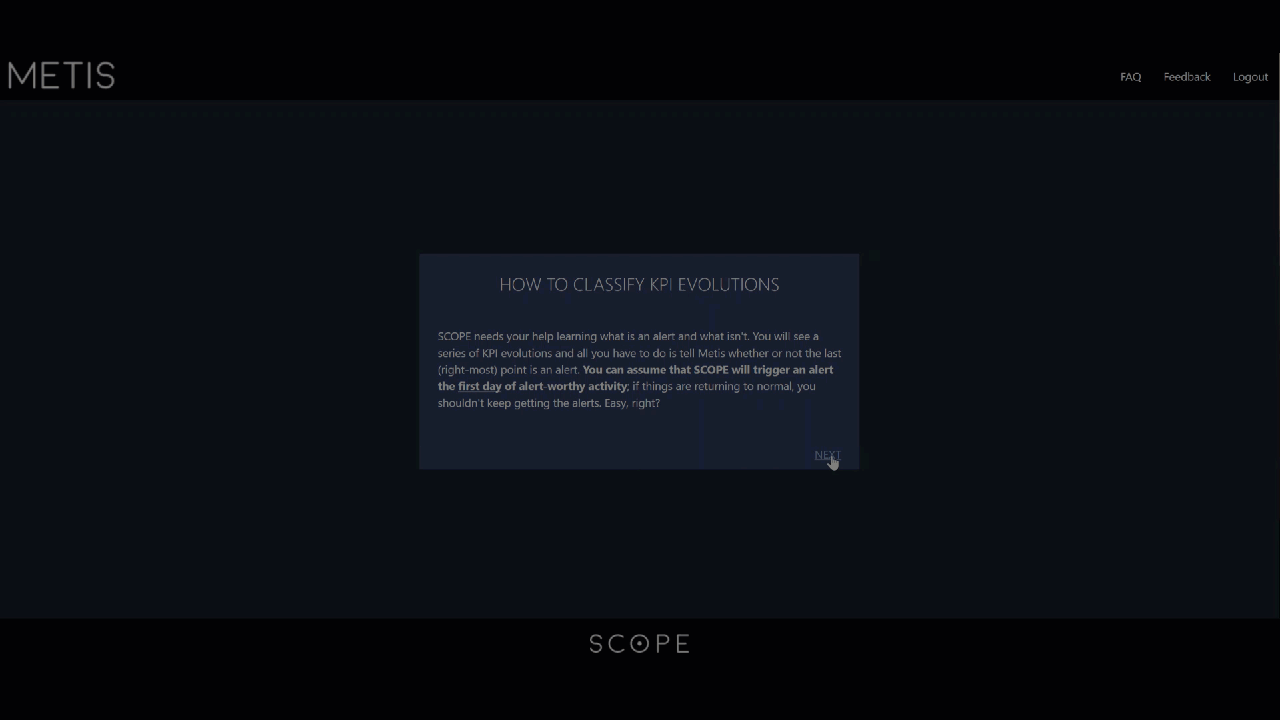 METIS
FAQ Feedback Logout
HOW TO CLASSIFY KPI EVOLUTIONS
SCOPE needs your help learning what is an alert and what isn't. You will see a
series of KPI evolutions and all you have to do is tell Metis whether or not the last
(right-most) point is an alert. You can assume that SCOPE will trigger an alert
the first day of alert-worthy activity; if things are returning to normal, you
shouldn't keep getting the alerts. Easy, right?
NEXT
SCOPE